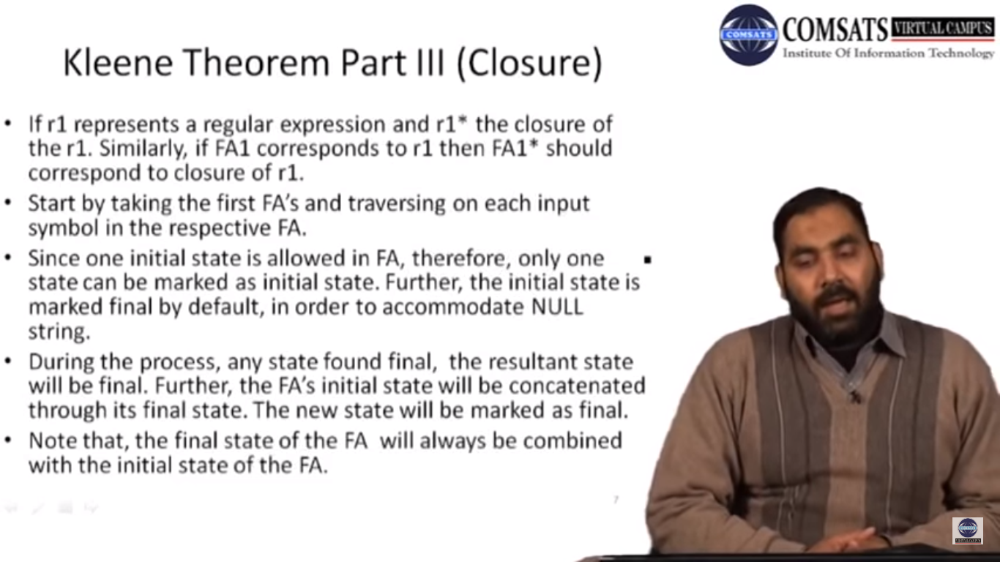 COMSATS
COMSATS VIRTUAL CAMPUS
Institute Of Information Technology
Kleene Theorem Part III (Closure)
• If r1 represents a regular expression and r1* the closure of
the r1. Similarly, if FA1 corresponds to r1 then FA1* should
correspond to closure of r1.
• Start by taking the first FA’s and traversing on each input
symbol in the respective FA.
• Since one initial state is allowed in FA, therefore, only one
state can be marked as initial state. Further, the initial state is
marked final by default, in order to accommodate NULL
string.
• During the process, any state found final, the resultant state
will be final. Further, the FA’s initial state will be concatenated
through its final state. The new state will be marked as final.
• Note that, the final state of the FA will always be combined
with the initial state of the FA.
7